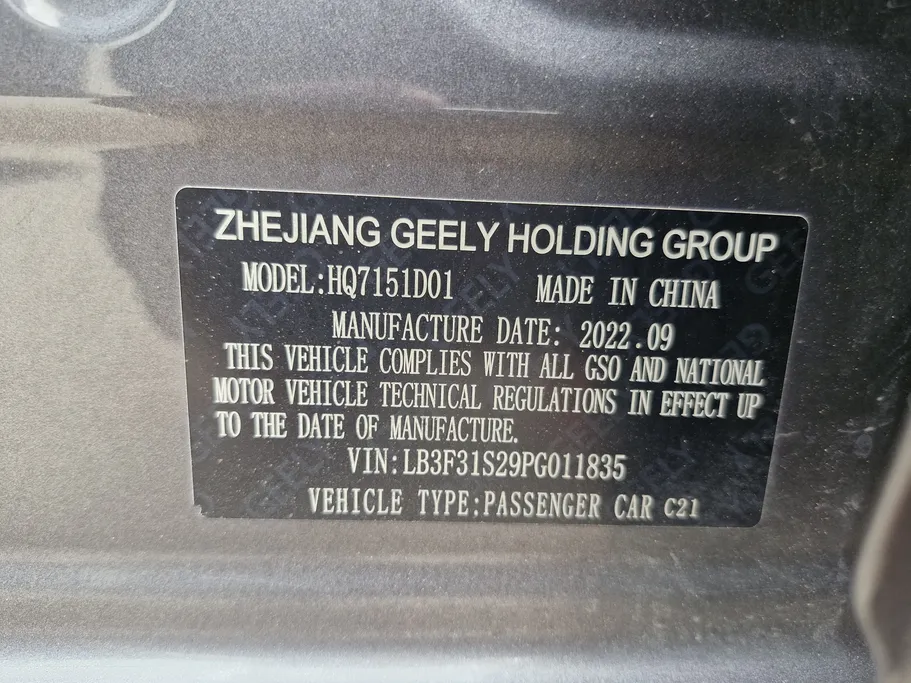 ZHEJIANG GEELY HOLDING GROUP
MODEL:HQ7151D01 MADE IN CHINA
MANUFACTURE DATE: 2022.09
THIS VEHICLE COMPLIES WITH ALL GSO AND NATIONAL
MOTOR VEHICLE TECHNICAL REGULATIONS IN EFFECT UP
TO THE DATE OF MANUFACTURE.
VIN:LB3F31S29PG011835
VEHICLE TYPE:PASSENGER CAR C21